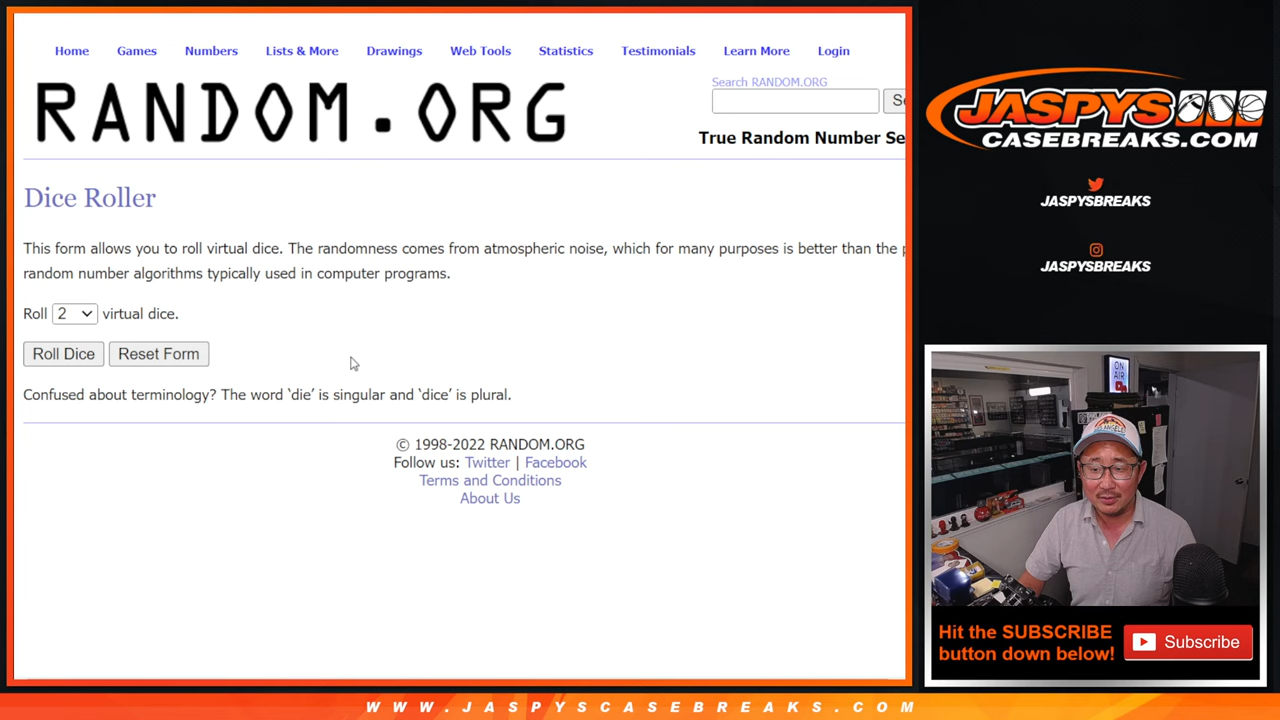 Home Games Numbers Lists & More Drawings Web Tools Statistics Testimonials Learn More Login
Search RANDOM.ORG
RANDOM.ORG
True Random Number Se
Dice Roller
This form allows you to roll virtual dice. The randomness comes from atmospheric noise, which for many purposes is better than the p
random number algorithms typically used in computer programs.
Roll 2 virtual dice.
Roll Dice Reset Form
Confused about terminology? The word ‘die’ is singular and ‘dice’ is plural.
© 1998-2022 RANDOM.ORG
Follow us: Twitter | Facebook
Terms and Conditions
About Us
JASPYS
CASEBREAKS.COM
JASPYSBREAKS
JASPYSBREAKS
ON
AIR
Hit the SUBSCRIBE
button down below!
Subscribe
WWW.JASPYSCASEBREAKS.COM